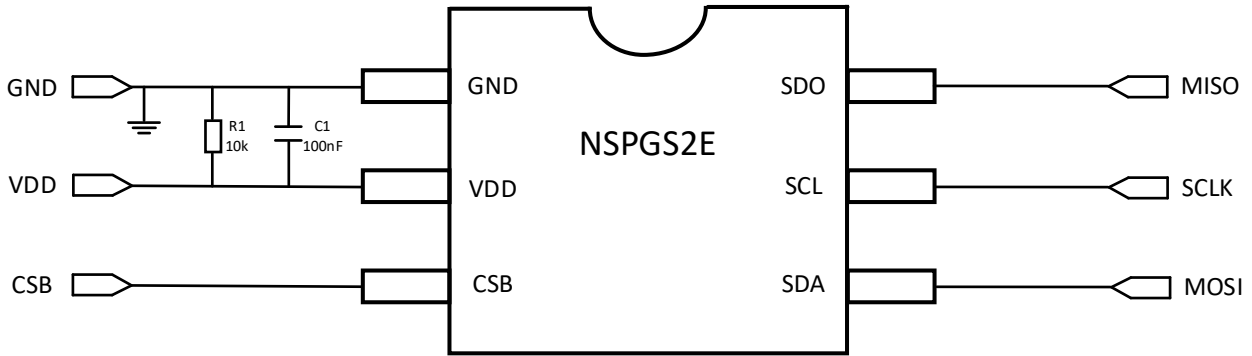 GND
GND
SDO
MISO
R1
10k
C1
100nF
NSPGS2E
VDD
VDD
SCL
SCLK
CSB
CSB
SDA
MOSI